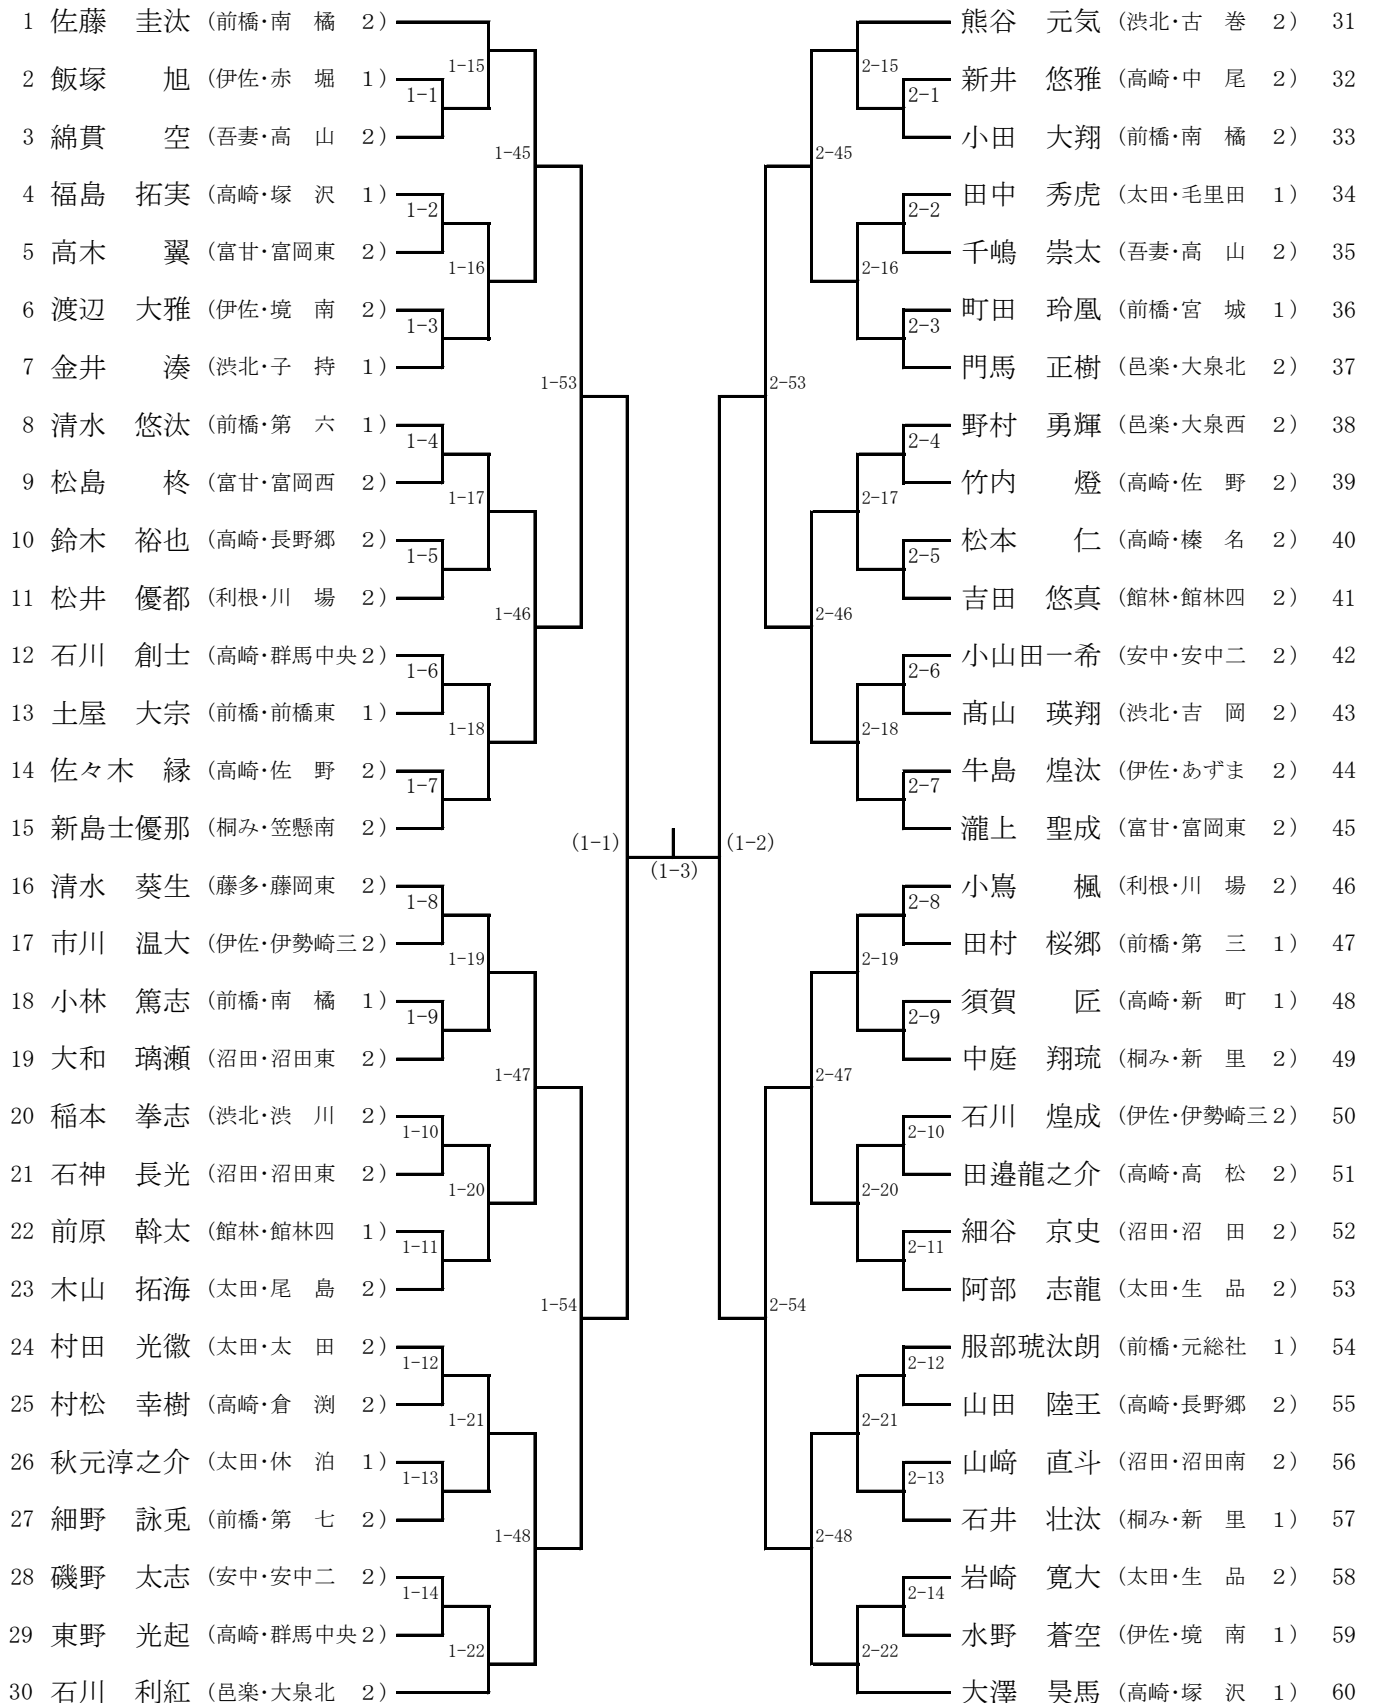 1 佐藤　圭汰 (前橋・南　橘　2)
1-15
2 飯塚　　旭 (伊佐・赤　堀　1)
1-1
3 綿貫　　空 (吾妻・高　山　2)
1-45
4 福島　拓実 (高崎・塚　沢　1)
1-2
5 高木　　翼 (富甘・富岡東　2)
1-16
6 渡辺　大雅 (伊佐・境　南　2)
1-3
7 金井　　湊 (渋北・子　持　1)
1-53
8 清水　悠汰 (前橋・第　六　1)
1-4
9 松島　　柊 (富甘・富岡西　2)
1-17
10 鈴木　裕也 (高崎・長野郷　2)
1-5
11 松井　優都 (利根・川　場　2)
1-46
12 石川　創士 (高崎・群馬中央2)
1-6
13 土屋　大宗 (前橋・前橋東　1)
1-18
14 佐々木　縁 (高崎・佐　野　2)
1-7
15 新島士優那 (桐み・笠懸南　2)
(1-1)
16 清水　葵生 (藤多・藤岡東　2)
1-8
17 市川　温大 (伊佐・伊勢崎三2)
1-19
18 小林　篤志 (前橋・南　橘　1)
1-9
19 大和　璃瀬 (沼田・沼田東　2)
1-47
20 稲本　拳志 (渋北・渋　川　2)
1-10
21 石神　長光 (沼田・沼田東　2)
1-20
22 前原　幹太 (館林・館林四　1)
1-11
23 木山　拓海 (太田・尾　島　2)
1-54
24 村田　光徽 (太田・太　田　2)
1-12
25 村松　幸樹 (高崎・倉　渕　2)
1-21
26 秋元淳之介 (太田・休　泊　1)
1-13
27 細野　詠兎 (前橋・第　七　2)
1-48
28 磯野　太志 (安中・安中二　2)
1-14
29 東野　光起 (高崎・群馬中央2)
1-22
30 石川　利紅 (邑楽・大泉北　2)
(1-3)
熊谷　元気 (渋北・古　巻　2) 31
2-15
新井　悠雅 (高崎・中　尾　2) 32
2-1
小田　大翔 (前橋・南　橘　2) 33
2-45
田中　秀虎 (太田・毛里田　1) 34
2-2
千嶋　崇太 (吾妻・高　山　2) 35
2-16
町田　玲凰 (前橋・宮　城　1) 36
2-3
門馬　正樹 (邑楽・大泉北　2) 37
2-53
野村　勇輝 (邑楽・大泉西　2) 38
2-4
竹内　　燈 (高崎・佐　野　2) 39
2-17
松本　　仁 (高崎・榛　名　2) 40
2-5
吉田　悠真 (館林・館林四　2) 41
2-46
小山田一希 (安中・安中二　2) 42
2-6
髙山　瑛翔 (渋北・吉　岡　2) 43
2-18
牛島　煌汰 (伊佐・あずま　2) 44
2-7
瀧上　聖成 (富甘・富岡東　2) 45
(1-2)
小嶌　　楓 (利根・川　場　2) 46
2-8
田村　桜郷 (前橋・第　三　1) 47
2-19
須賀　　匠 (高崎・新　町　1) 48
2-9
中庭　翔琉 (桐み・新　里　2) 49
2-47
石川　煌成 (伊佐・伊勢崎三2) 50
2-10
田邉龍之介 (高崎・高　松　2) 51
2-20
細谷　京史 (沼田・沼　田　2) 52
2-11
阿部　志龍 (太田・生　品　2) 53
2-54
服部琥汰朗 (前橋・元総社　1) 54
2-12
山田　陸王 (高崎・長野郷　2) 55
2-21
山﨑　直斗 (沼田・沼田南　2) 56
2-13
石井　壮汰 (桐み・新　里　1) 57
2-48
岩崎　寛大 (太田・生　品　2) 58
2-14
水野　蒼空 (伊佐・境　南　1) 59
2-22
大澤　昊馬 (高崎・塚　沢　1) 60